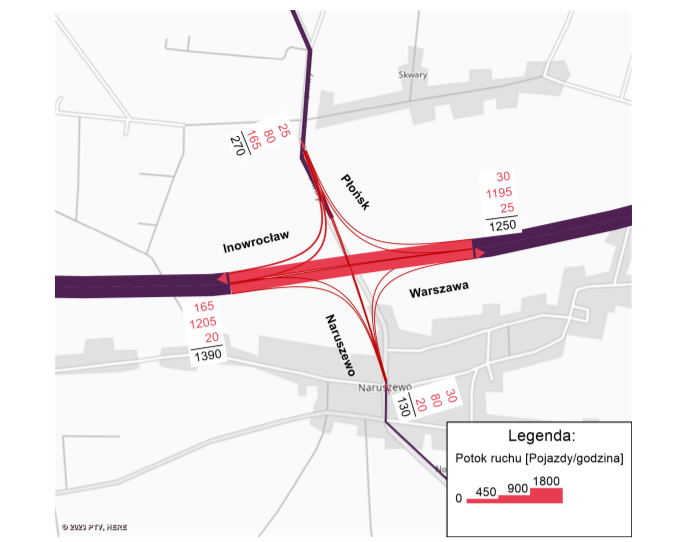 Skwary
25
80
165
270
Płońsk
30
1195
25
1250
Inowrocław
Warszawa
165
1205
20
1390
Naruszewo
Naruszewo
130
20
80
30
No
Legenda:
Potok ruchu [Pojazdy/godzina]
0 450 900 1800
© 2023 PTV, HERE